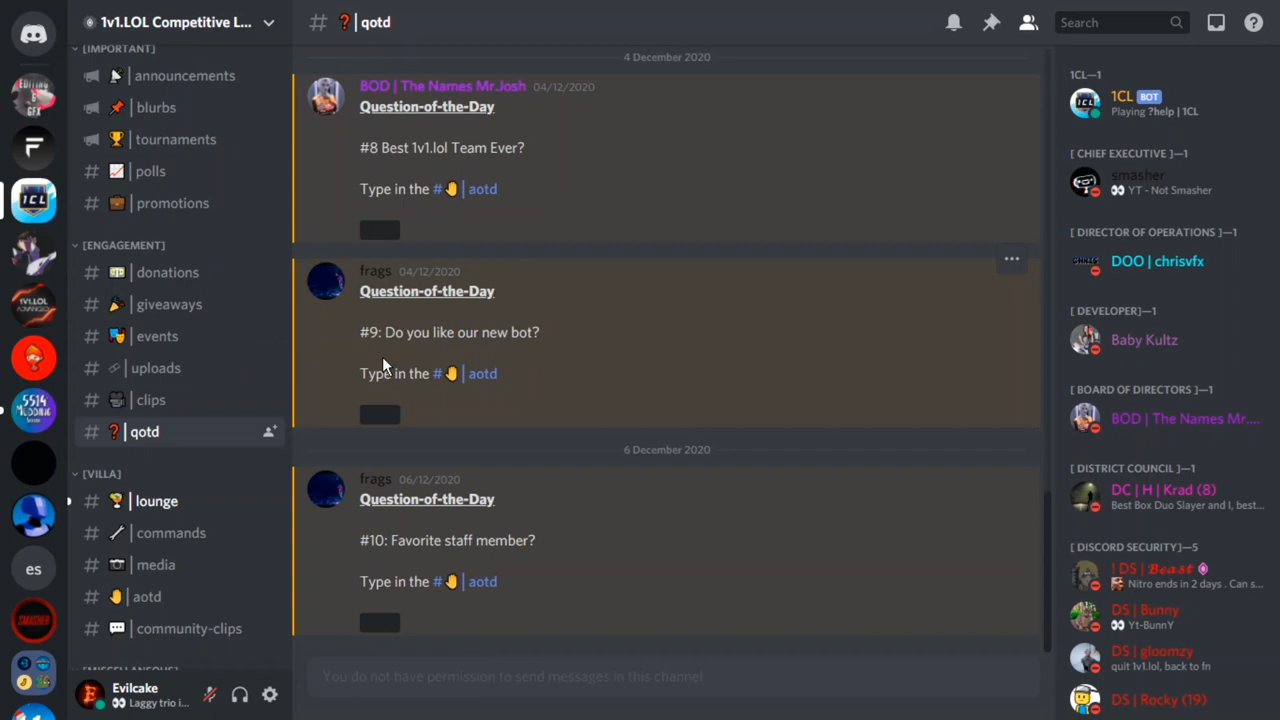 1v1.LOL Competitive L...
❓| qotd
Search
[IMPORTANT]
announcements
blurbs
tournaments
polls
promotions
[ENGAGEMENT]
donations
giveaways
events
uploads
clips
qotd
[VILLA]
lounge
commands
media
aotd
community-clips
Evilcake
Laggy trio i...
es
1CL
1V1.LOL
ADVANCED
5514
MODDING
SMASHER
4 December 2020
BOD | The Names Mr.Josh 04/12/2020
Question-of-the-Day
#8 Best 1v1.lol Team Ever?
Type in the #🤚| aotd
frags 04/12/2020
Question-of-the-Day
#9: Do you like our new bot?
Type in the #🤚| aotd
6 December 2020
frags 06/12/2020
Question-of-the-Day
#10: Favorite staff member?
Type in the #🤚| aotd
You do not have permission to send messages in this channel
1CL—1
1CL BOT
Playing ?help | 1CL
[ CHIEF EXECUTIVE ]—1
smasher
👀 YT - Not Smasher
[ DIRECTOR OF OPERATIONS ]—1
DOO | chrisvfx
[ DEVELOPER]—1
Baby Kultz
[ BOARD OF DIRECTORS ]—1
BOD | The Names Mr....
[ DISTRICT COUNCIL ]—1
DC | H | Krad (8)
Best Box Duo Slayer and I, best...
[ DISCORD SECURITY]—5
! DS | 𝓑𝓮𝓪𝓼𝓽
Nitro ends in 2 days . Can s...
DS | Bunny
👀 Yt-BunnY
DS | gloomzy
quit 1v1.lol, back to fn
DS | Rocky (19)